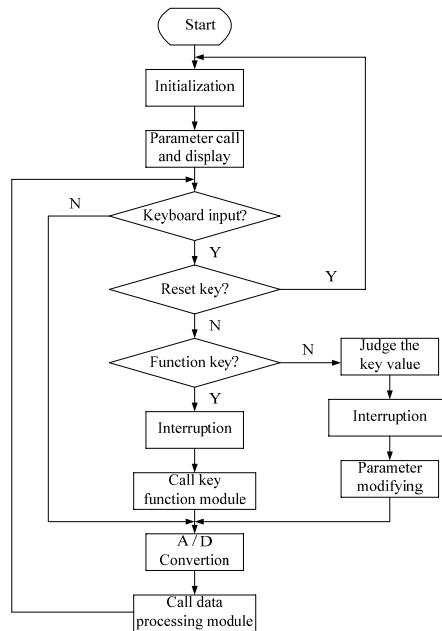 Start
Initialization
Parameter call
and display
N
Keyboard input?
Y
Reset key?
Y
N
Function key?
N
Judge the
key value
Y
Interruption
Interruption
Call key
function module
Parameter
modifying
A / D
Convertion
Call data
processing module